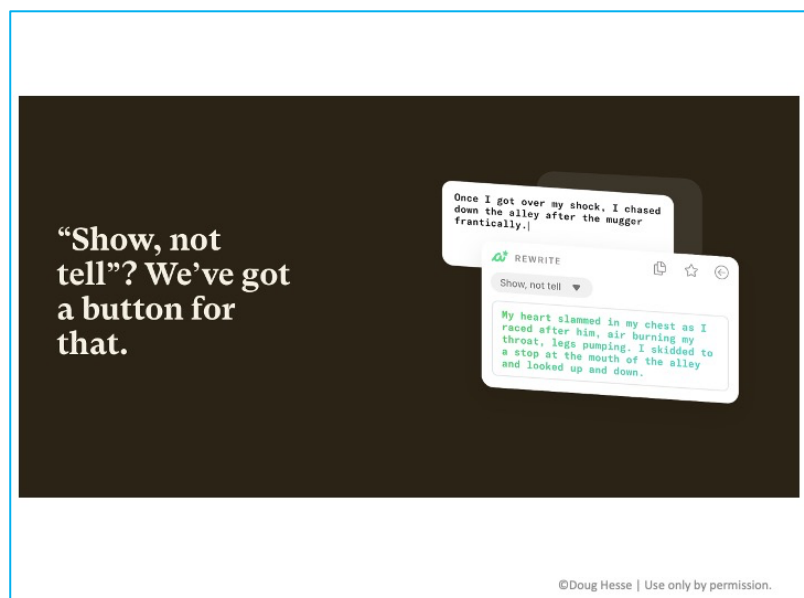 “Show, not
tell”? We’ve got
a button for
that.
Once I got over my shock, I chased
down the alley after the mugger
frantically.
REWRITE
Show, not tell
My heart slammed in my chest as I
raced after him, air burning my
throat, legs pumping. I skidded to
a stop at the mouth of the alley
and looked up and down.
©Doug Hesse | Use only by permission.